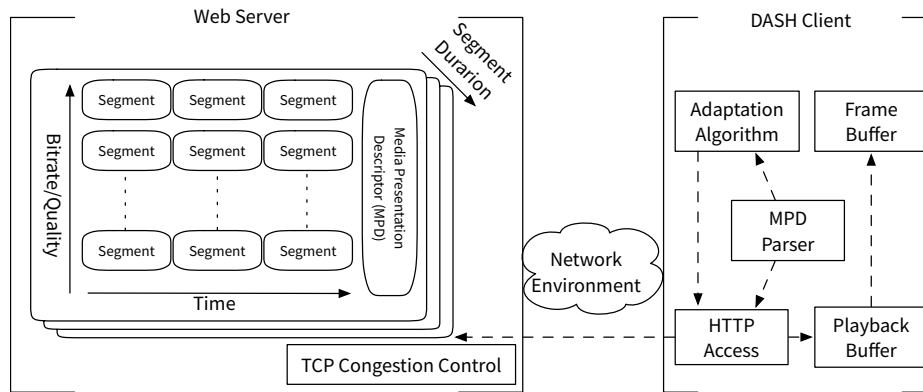 Web Server
DASH Client
Segment
Durarion
Segment Segment Segment
Segment Segment Segment
Segment Segment Segment
Bitrate/Quality
Time
Media Presentation
Descriptor (MPD)
TCP Congestion Control
Network
Environment
Adaptation
Algorithm
Frame
Buffer
MPD
Parser
HTTP
Access
Playback
Buffer